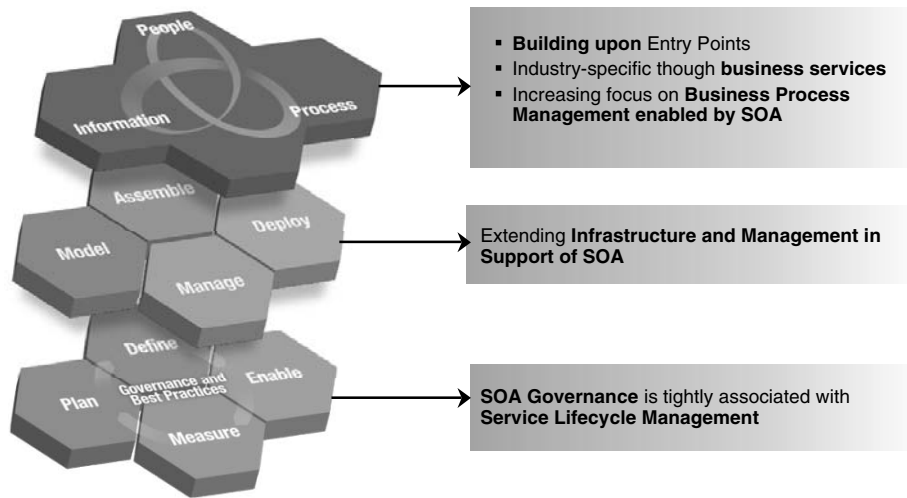 People
Information
Process
▪ Building upon Entry Points
▪ Industry-specific though business services
▪ Increasing focus on Business Process
Management enabled by SOA
Assemble
Model
Deploy
Manage
Extending Infrastructure and Management in
Support of SOA
Define
Plan
Governance and
Best Practices
Enable
Measure
SOA Governance is tightly associated with
Service Lifecycle Management